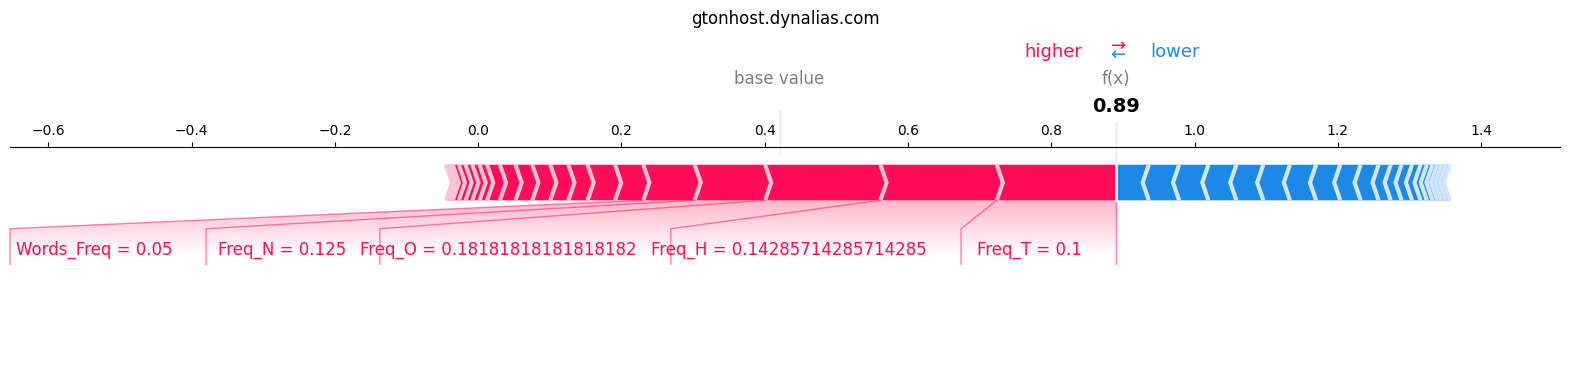 gtonhost.dynalias.com
higher ⇄ lower
base value f(x)
0.89
−0.6 −0.4 −0.2 0.0 0.2 0.4 0.6 0.8 1.0 1.2 1.4
Words_Freq = 0.05 Freq_N = 0.125 Freq_O = 0.18181818181818182 Freq_H = 0.14285714285714285 Freq_T = 0.1